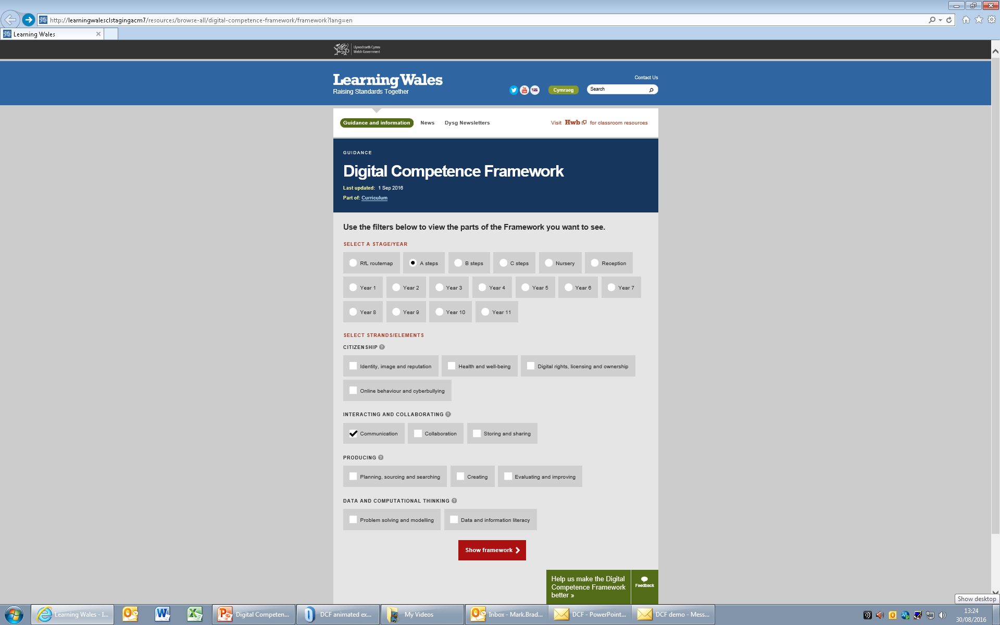 http://learningwalesclstagingacm7/resources/browse-all/digital-competence-framework/framework?lang=en
Learning Wales
Llywodraeth Cymru
Welsh Government
Learning Wales
Raising Standards Together
Contact Us
Cymraeg
Search
Guidance and information
News
Dysg Newsletters
Visit Hwb for classroom resources
GUIDANCE
Digital Competence Framework
Last updated: 1 Sep 2016
Part of: Curriculum
Use the filters below to view the parts of the Framework you want to see.
SELECT A STAGE/YEAR
RfL routemap
A steps
B steps
C steps
Nursery
Reception
Year 1
Year 2
Year 3
Year 4
Year 5
Year 6
Year 7
Year 8
Year 9
Year 10
Year 11
SELECT STRANDS/ELEMENTS
CITIZENSHIP ?
Identity, image and reputation
Health and well-being
Digital rights, licensing and ownership
Online behaviour and cyberbullying
INTERACTING AND COLLABORATING ?
Communication
Collaboration
Storing and sharing
PRODUCING ?
Planning, sourcing and searching
Creating
Evaluating and improving
DATA AND COMPUTATIONAL THINKING ?
Problem solving and modelling
Data and information literacy
Show framework
Help us make the Digital
Competence Framework
better »
Feedback
Show desktop
Learning Wales - I...
Digital Competen...
DCF animated ex...
My Videos
Inbox - Mark.Brad...
DCF - PowerPoint...
DCF demo - Mess...
13:24
30/08/2016